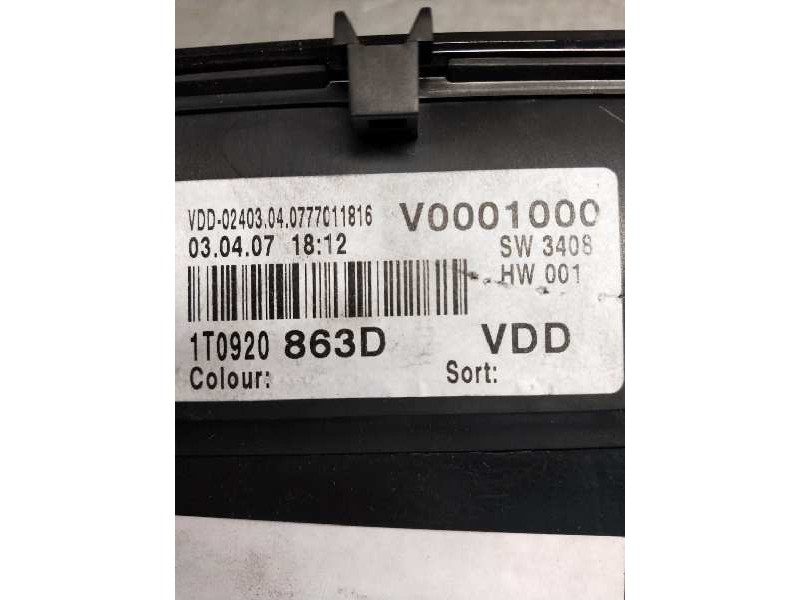 VDD-02403.04.0777011816 V0001000
03.04.07 18:12 SW 3408
HW 001
1T0920 863D VDD
Colour: Sort: